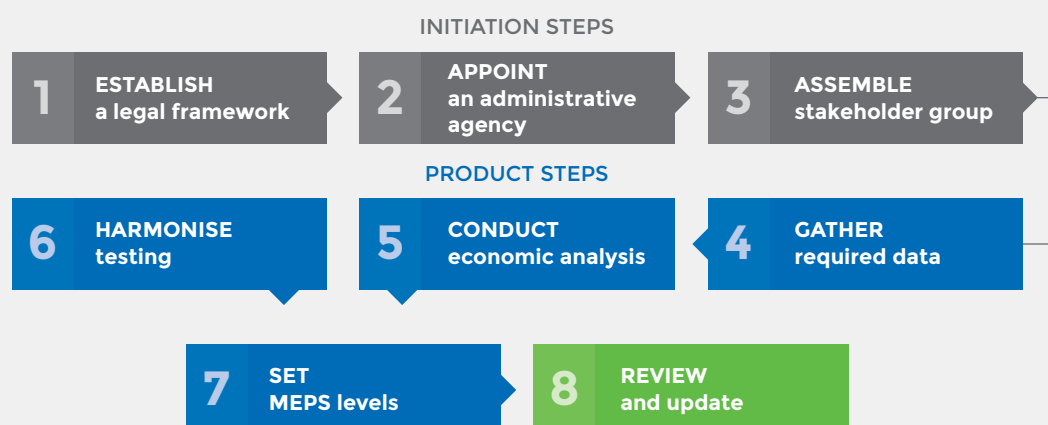 INITIATION STEPS
1
ESTABLISH
a legal framework
2
APPOINT
an administrative
agency
3
ASSEMBLE
stakeholder group
PRODUCT STEPS
6
HARMONISE
testing
5
CONDUCT
economic analysis
4
GATHER
required data
7
SET
MEPS levels
8
REVIEW
and update